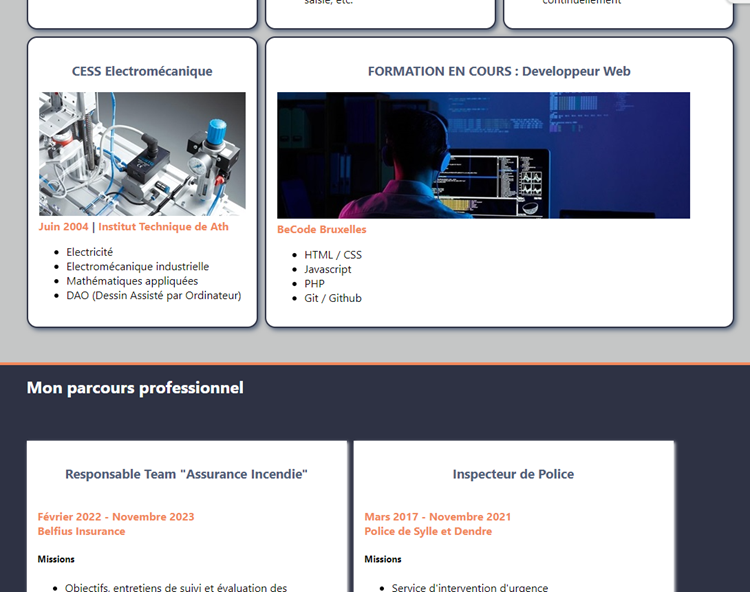 saisie, etc.
continuellement
CESS Electromécanique
Juin 2004 | Institut Technique de Ath
Electricité
Electromécanique industrielle
Mathématiques appliquées
DAO (Dessin Assisté par Ordinateur)
FORMATION EN COURS : Developpeur Web
BeCode Bruxelles
HTML / CSS
Javascript
PHP
Git / Github
Mon parcours professionnel
Responsable Team "Assurance Incendie"
Février 2022 - Novembre 2023
Belfius Insurance
Missions
Objectifs, entretiens de suivi et évaluation des
Inspecteur de Police
Mars 2017 - Novembre 2021
Police de Sylle et Dendre
Missions
Service d'intervention d'urgence